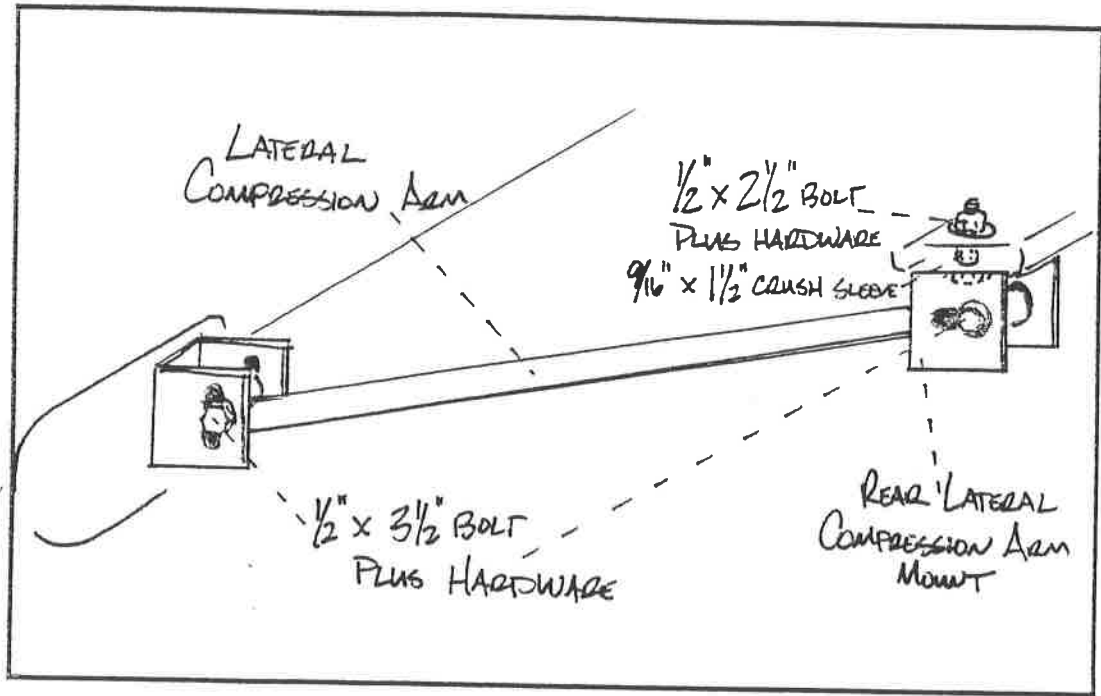 LATERAL
COMPRESSION ARM
1/2" x 2 1/2" BOLT
PLUS HARDWARE
9/16" x 1 1/2" CRUSH SLEEVE
1/2" x 3 1/2" BOLT
PLUS HARDWARE
REAR LATERAL
COMPRESSION ARM
MOUNT